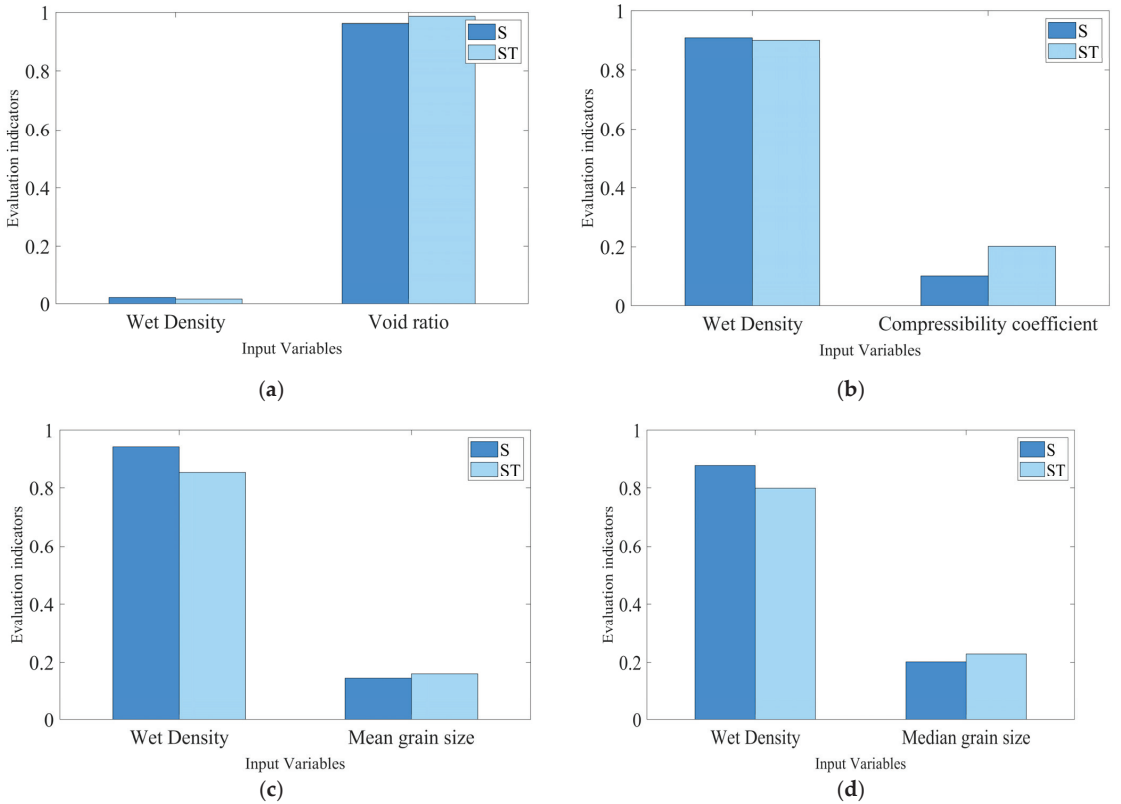 1
0.8
0.6
0.4
0.2
0
Evaluation indicators
S
ST
Wet Density
Void ratio
Input Variables
(a)
1
0.8
0.6
0.4
0.2
0
Evaluation indicators
S
ST
Wet Density
Compressibility coefficient
Input Variables
(b)
1
0.8
0.6
0.4
0.2
0
Evaluation indicators
S
ST
Wet Density
Mean grain size
Input Variables
(c)
1
0.8
0.6
0.4
0.2
0
Evaluation indicators
S
ST
Wet Density
Median grain size
Input Variables
(d)